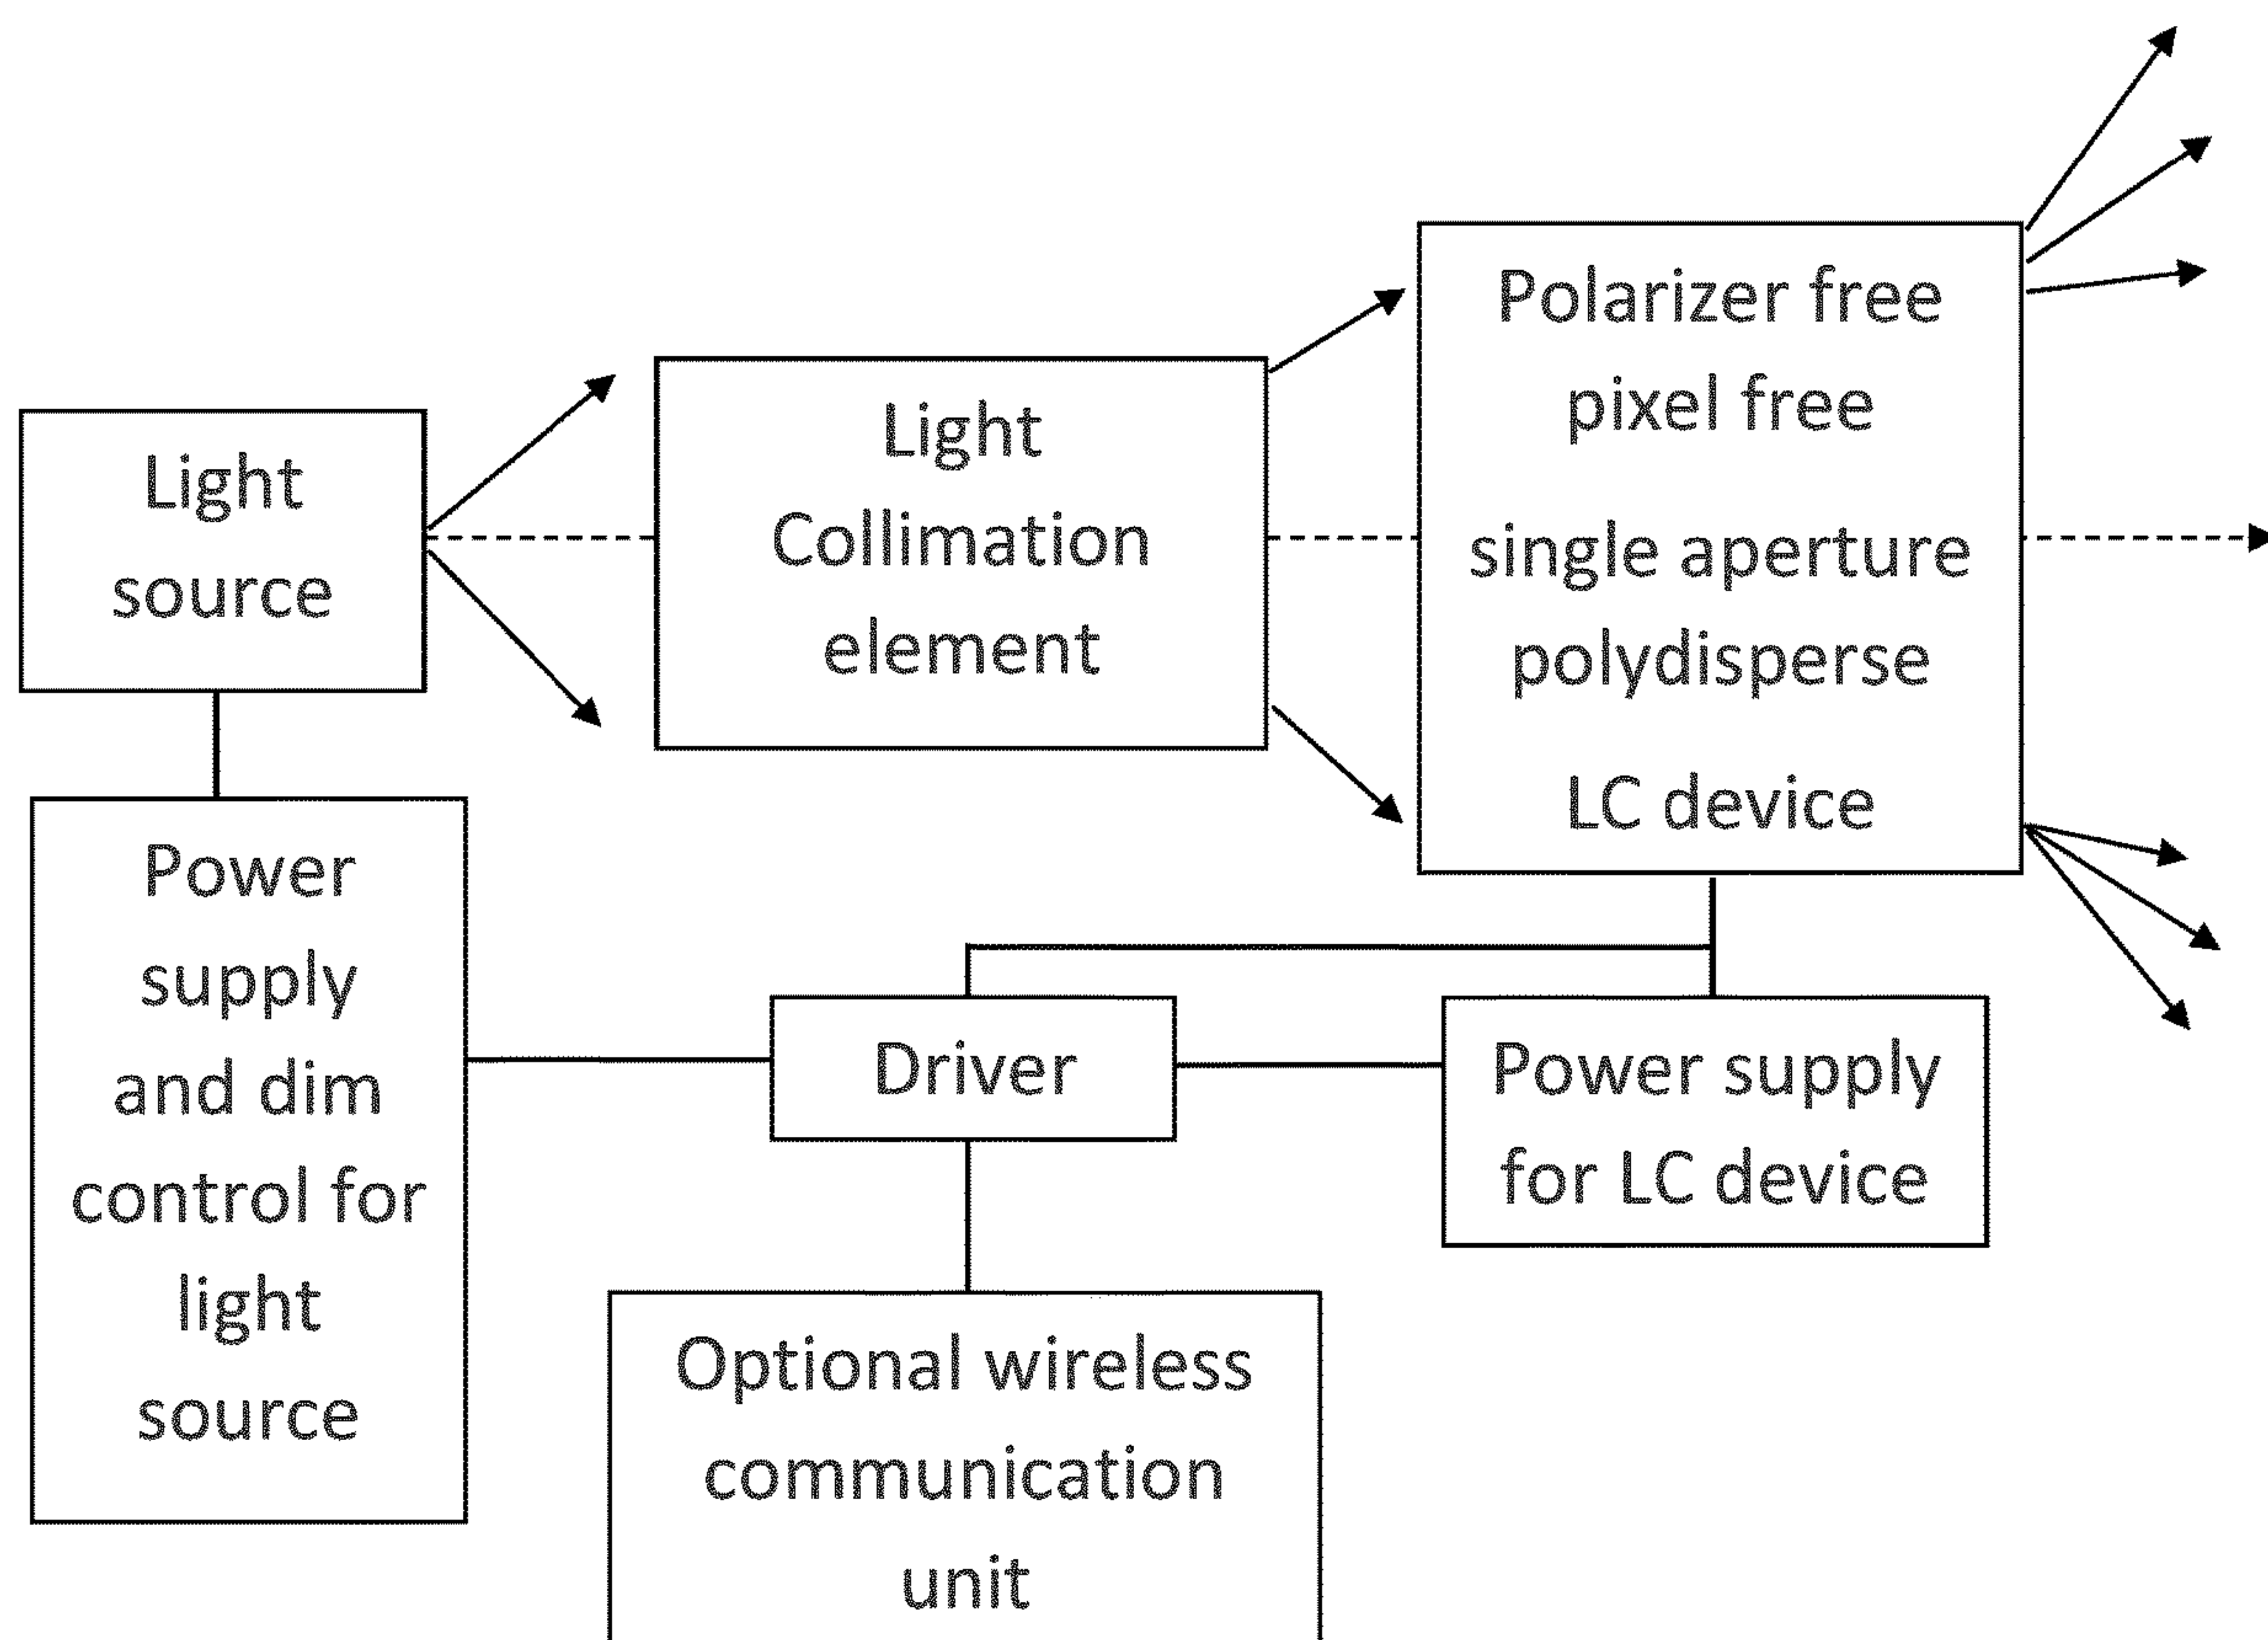 Light
source
Light
Collimation
element
Polarizer free
pixel free
single aperture
polydisperse
LC device
Power
supply
and dim
control for
light
source
Driver
Power supply
for LC device
Optional wireless
communication
unit